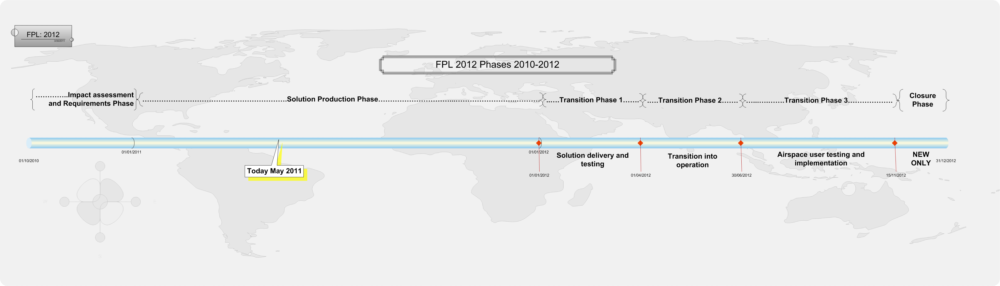 FPL: 2012
3/30/2011
FPL 2012 Phases 2010-2012
Impact assessment
and Requirements Phase
Solution Production Phase
Transition Phase 1
Transition Phase 2
Transition Phase 3
Closure
Phase
01/10/2010
01/01/2011
Today May 2011
01/01/2012
01/01/2012
Solution delivery and
testing
01/04/2012
Transition into
operation
30/06/2012
Airspace user testing and
implementation
15/11/2012
NEW
ONLY
31/12/2012
W
E
S